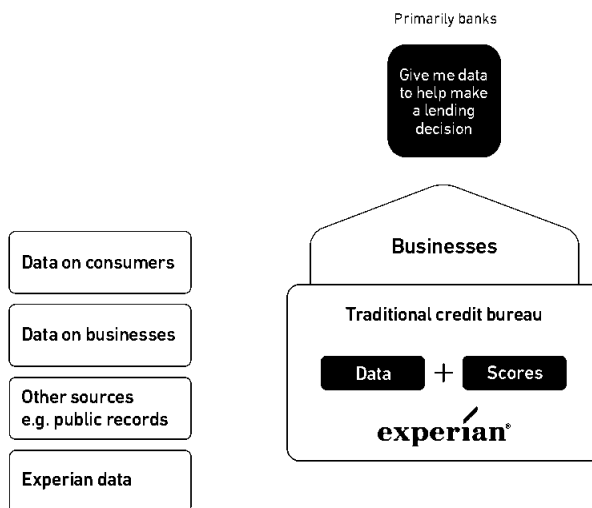 Primarily banks
Give me data
to help make
a lending
decision
Businesses
Data on consumers
Data on businesses
Other sources
e.g. public records
Experian data
Traditional credit bureau
Data + Scores
experian®